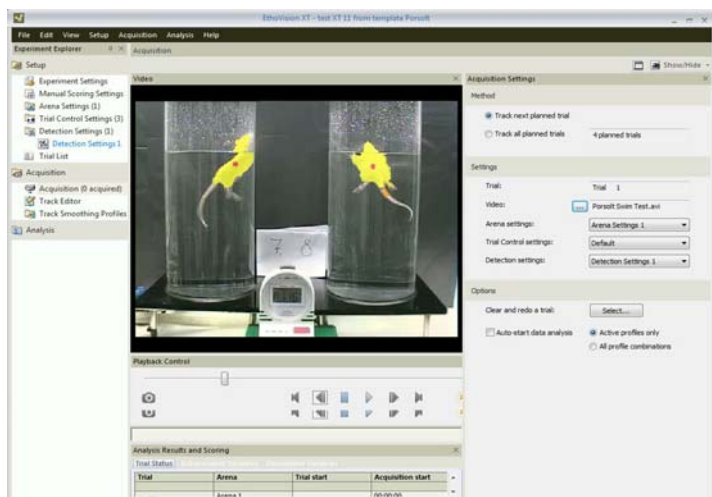 EthoVision XT - test XT 11 from template Porsolt
File Edit View Setup Acquisition Analysis Help
Experiment Explorer
Acquisition
Setup
Show/Hide
Experiment Settings
Manual Scoring Settings
Arena Settings (1)
Trial Control Settings (3)
Detection Settings (1)
Detection Settings 1
Trial List
Acquisition
Acquisition (0 acquired)
Track Editor
Track Smoothing Profiles
Analysis
Video
7. 8
Playback Control
Analysis Results and Scoring
Trial Status
Trial Arena Trial start Acquisition start
Arena 1 00:00:00
Acquisition Settings
Method
Track next planned trial
Track all planned trials 4 planned trials
Settings
Trial: Trial 1
Video: ... Porsolt Swim Test.avi
Arena settings: Arena Settings 1
Trial Control settings: Default
Detection settings: Detection Settings 1
Options
Clear and redo a trial: Select...
Auto-start data analysis Active profiles only
All profile combinations